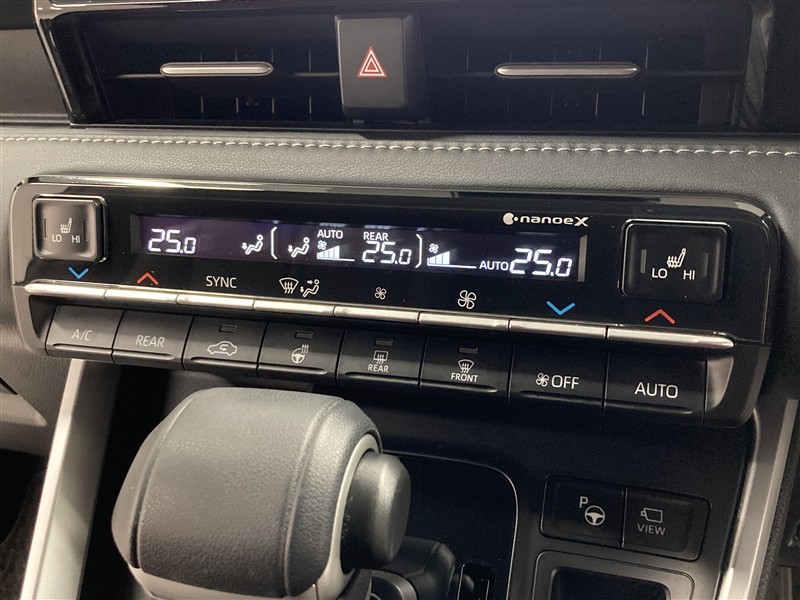 nanoeX
LO HI
25.0 AUTO REAR 25.0 AUTO 25.0
LO HI
SYNC
A/C REAR REAR FRONT OFF AUTO
P VIEW